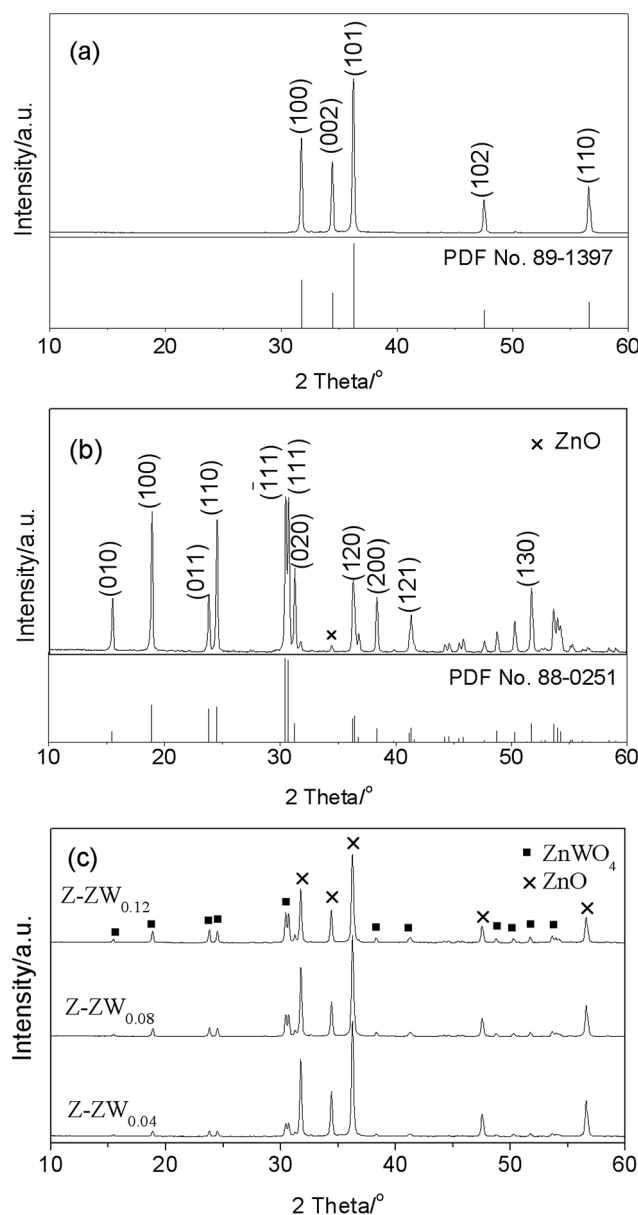 (a)
Intensity/a.u.
(100)
(002)
(101)
(102)
(110)
PDF No. 89-1397
10 20 30 40 50 60
2 Theta/°
(b)
Intensity/a.u.
(010)
(100)
(011)
(110)
(1̄11)
(111)
(020)
×
(120)
(200)
(121)
(130)
× ZnO
PDF No. 88-0251
10 20 30 40 50 60
2 Theta/°
(c)
Intensity/a.u.
■ ZnWO₄
× ZnO
Z-ZW₀.₁₂
Z-ZW₀.₀₈
Z-ZW₀.₀₄
10 20 30 40 50 60
2 Theta/°